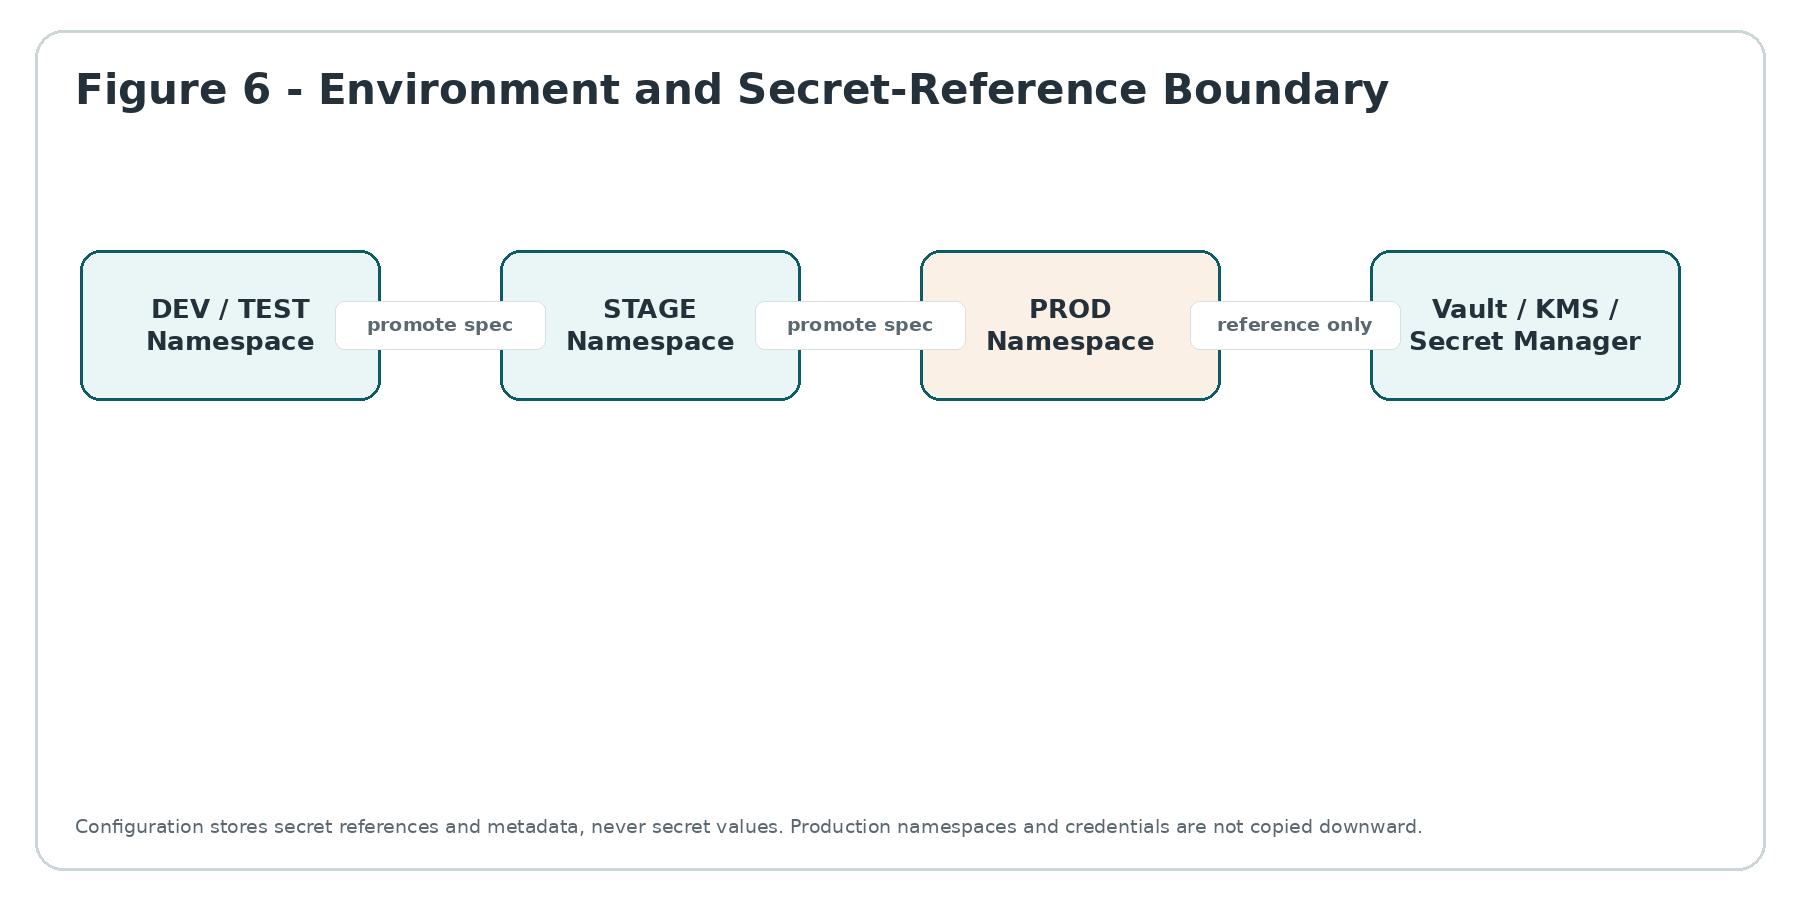 Figure 6 - Environment and Secret-Reference Boundary
DEV / TEST
Namespace
promote spec
STAGE
Namespace
promote spec
PROD
Namespace
reference only
Vault / KMS /
Secret Manager
Configuration stores secret references and metadata, never secret values. Production namespaces and credentials are not copied downward.